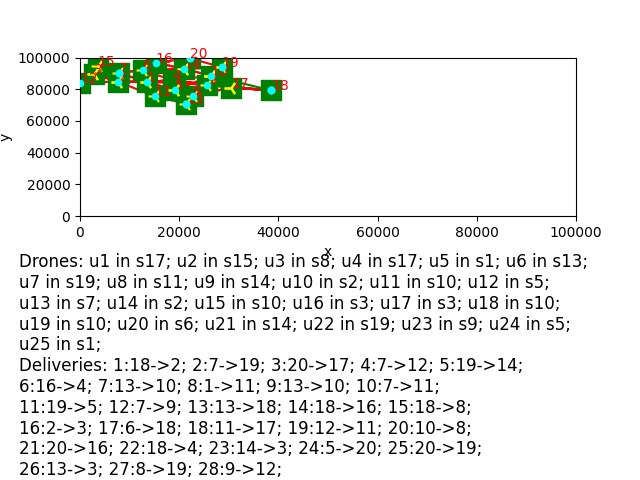 100000
80000
60000
40000
20000
0
y
15
16
20
19
17
18
0 20000 40000 60000 80000 100000
x
Drones: u1 in s17; u2 in s15; u3 in s8; u4 in s17; u5 in s1; u6 in s13;
u7 in s19; u8 in s11; u9 in s14; u10 in s2; u11 in s10; u12 in s5;
u13 in s7; u14 in s2; u15 in s10; u16 in s3; u17 in s3; u18 in s10;
u19 in s10; u20 in s6; u21 in s14; u22 in s19; u23 in s9; u24 in s5;
u25 in s1;
Deliveries: 1:18->2; 2:7->19; 3:20->17; 4:7->12; 5:19->14;
6:16->4; 7:13->10; 8:1->11; 9:13->10; 10:7->11;
11:19->5; 12:7->9; 13:13->18; 14:18->16; 15:18->8;
16:2->3; 17:6->18; 18:11->17; 19:12->11; 20:10->8;
21:20->16; 22:18->4; 23:14->3; 24:5->20; 25:20->19;
26:13->3; 27:8->19; 28:9->12;